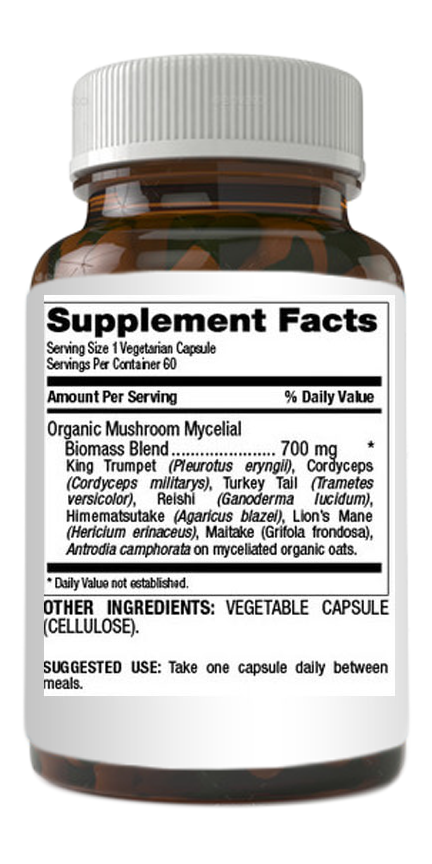 Supplement Facts
Serving Size 1 Vegetarian Capsule
Servings Per Container 60
Amount Per Serving % Daily Value
Organic Mushroom Mycelial
Biomass Blend....................... 700 mg *
King Trumpet (Pleurotus eryngii), Cordyceps
(Cordyceps militarys), Turkey Tail (Trametes
versicolor), Reishi (Ganoderma lucidum),
Himematsutake (Agaricus blazei), Lion's Mane
(Hericium erinaceus), Maitake (Grifola frondosa),
Antrodia camphorata on myceliated organic oats.
* Daily Value not established.
OTHER INGREDIENTS: VEGETABLE CAPSULE
(CELLULOSE).
SUGGESTED USE: Take one capsule daily between
meals.